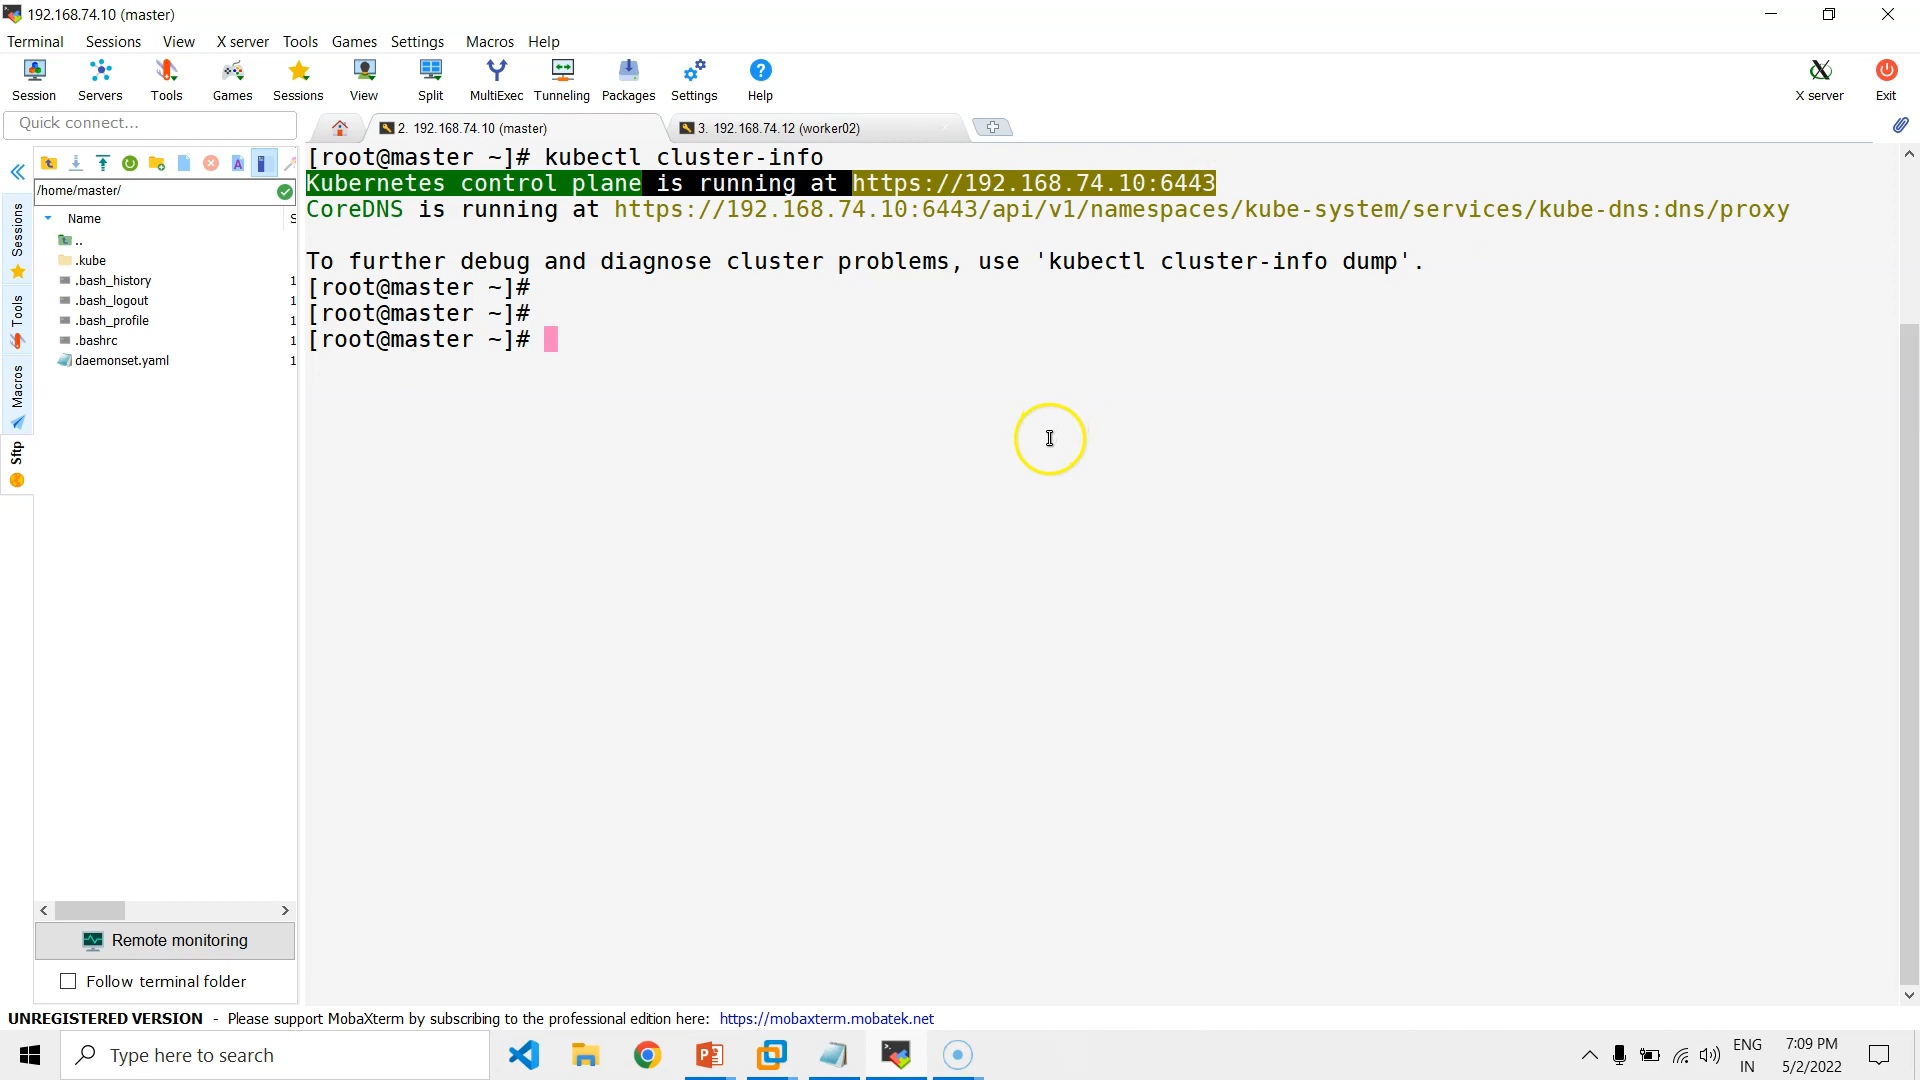 192.168.74.10 (master)
Terminal Sessions View X server Tools Games Settings Macros Help
Session Servers Tools Games Sessions View Split MultiExec Tunneling Packages Settings Help X server Exit
Quick connect...
2. 192.168.74.10 (master)
3. 192.168.74.12 (worker02)
/home/master/
Name S
..
.kube
.bash_history 1
.bash_logout 1
.bash_profile 1
.bashrc 1
daemonset.yaml 1
Sessions
Tools
Macros
Sftp
[root@master ~]# kubectl cluster-info
Kubernetes control plane is running at https://192.168.74.10:6443
CoreDNS is running at https://192.168.74.10:6443/api/v1/namespaces/kube-system/services/kube-dns:dns/proxy
To further debug and diagnose cluster problems, use 'kubectl cluster-info dump'.
[root@master ~]#
[root@master ~]#
[root@master ~]#
Remote monitoring
Follow terminal folder
UNREGISTERED VERSION - Please support MobaXterm by subscribing to the professional edition here: https://mobaxterm.mobatek.net
Type here to search
ENG
IN
7:09 PM
5/2/2022